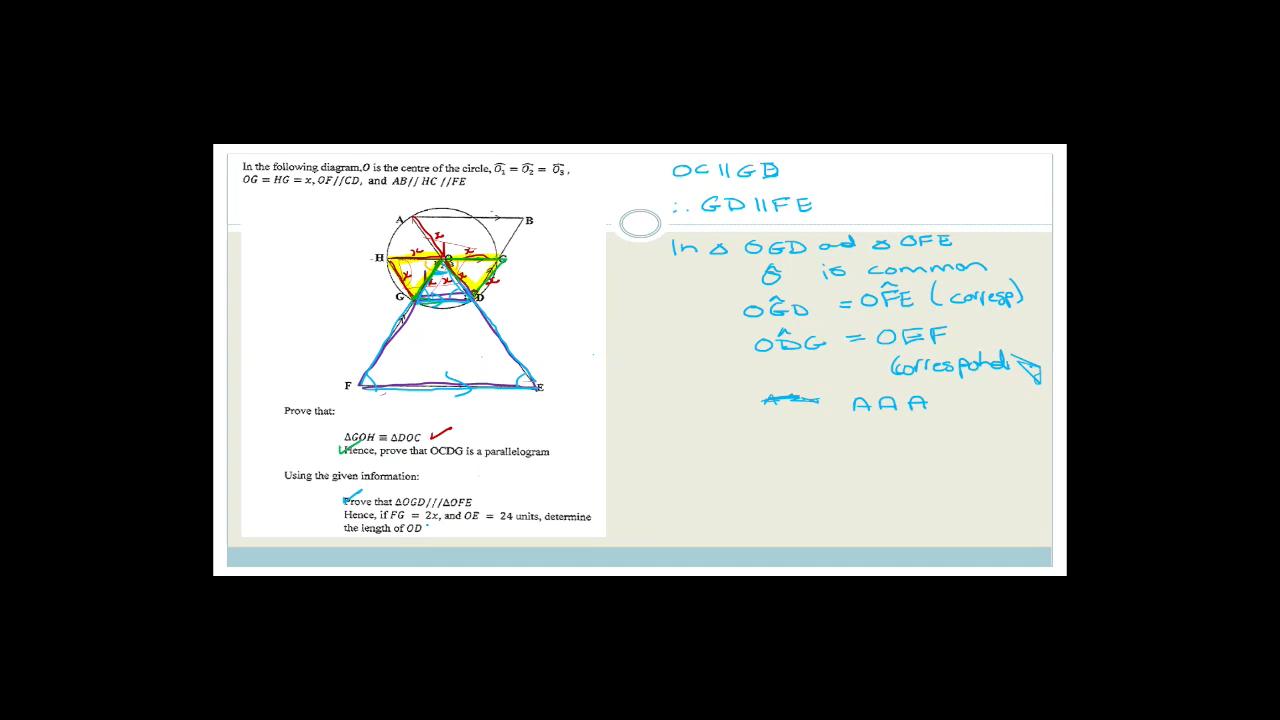 In the following diagram, O is the centre of the circle, Ô₁ = Ô₂ = Ô₃ ,
OG = HG = x, OF//CD, and AB// HC //FE
A
B
x
H
x
O
x
C
x
x
x
x
G
D
F
E
Prove that:
ΔGOH ≡ ΔDOC
Hence, prove that OCDG is a parallelogram
Using the given information:
Prove that ΔOGD///ΔOFE
Hence, if FG = 2x, and OE = 24 units, determine
the length of OD
OC || GD
∴ GD || FE
In Δ OGD and Δ OFE
Ô is common
OĜD = OF̂E (corresp)
OD̂G = OEF
(correspond
AAA